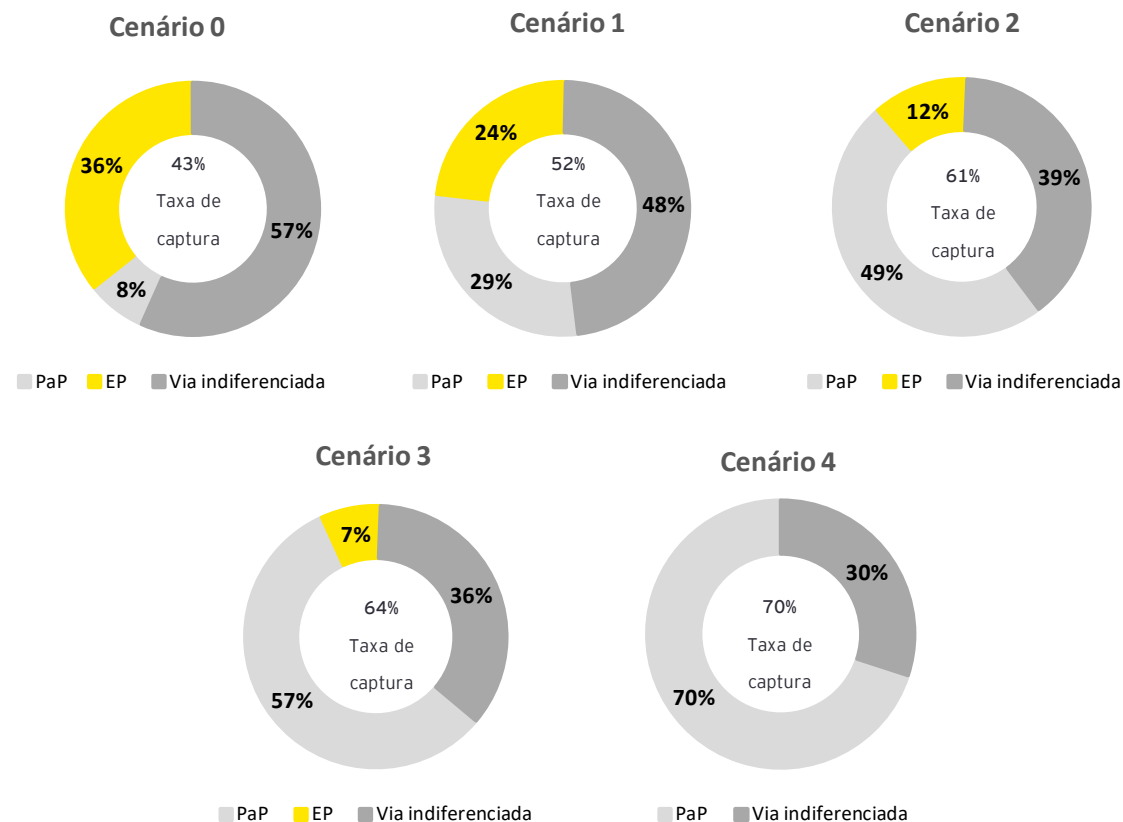 Cenário 0
36%
43%
Taxa de
captura
57%
8%
PaP EP Via indiferenciada
Cenário 1
24%
52%
Taxa de
captura
48%
29%
PaP EP Via indiferenciada
Cenário 2
12%
61%
Taxa de
captura
39%
49%
PaP EP Via indiferenciada
Cenário 3
7%
36%
64%
Taxa de
captura
57%
PaP EP Via indiferenciada
Cenário 4
30%
70%
Taxa de
captura
70%
PaP Via indiferenciada